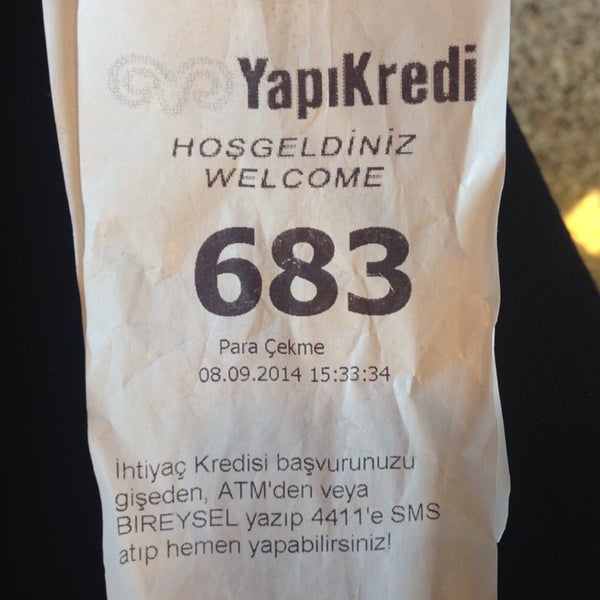 YapıKredi
HOŞGELDİNİZ
WELCOME
683
Para Çekme
08.09.2014 15:33:34
İhtiyaç Kredisi başvurunuzu
gişeden, ATM'den veya
BIREYSEL yazıp 4411'e SMS
atıp hemen yapabilirsiniz!